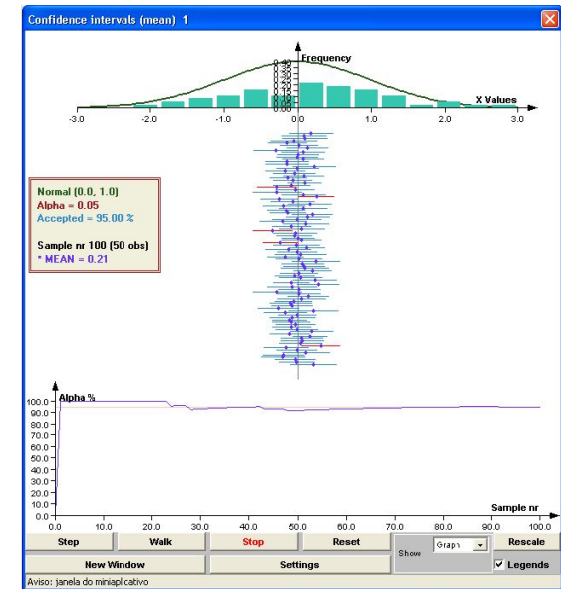 Confidence intervals (mean) 1
Frequency
0.40
X Values
-3.0 -2.0 -1.0 0.0 1.0 2.0 3.0
Normal (0.0, 1.0)
Alpha = 0.05
Accepted = 95.00 %
Sample nr 100 (50 obs)
* MEAN = 0.21
Alpha %
100.0
90.0
80.0
70.0
60.0
50.0
40.0
30.0
20.0
10.0
0.0
Sample nr
0.0 10.0 20.0 30.0 40.0 50.0 60.0 70.0 80.0 90.0 100.0
Step Walk Stop Reset Show Graph Rescale
New Window Settings Legends
Aviso: janela do miniaplicativo